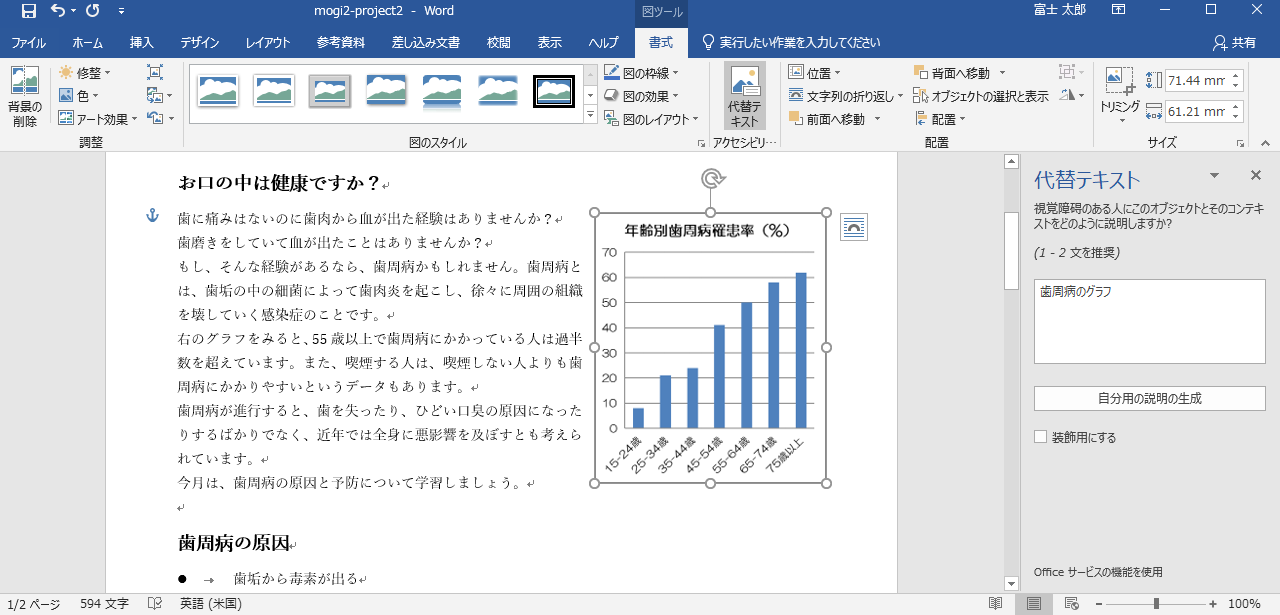 mogi2-project2 - Word
図ツール
富士 太郎
ファイル ホーム 挿入 デザイン レイアウト 参考資料 差し込み文書 校閲 表示 ヘルプ 書式 実行したい作業を入力してください 共有
背景の
削除
修整
色
アート効果
調整
図のスタイル
図の枠線
図の効果
図のレイアウト
代替テ
キスト
アクセシビリ…
位置
文字列の折り返し
前面へ移動
背面へ移動
オブジェクトの選択と表示
配置
配置
トリミング
71.44 mm
61.21 mm
サイズ
お口の中は健康ですか？
歯に痛みはないのに歯肉から血が出た経験はありませんか？
歯磨きをしていて血が出たことはありませんか？
もし、そんな経験があるなら、歯周病かもしれません。歯周病と
は、歯垢の中の細菌によって歯肉炎を起こし、徐々に周囲の組織
を壊していく感染症のことです。
右のグラフをみると、55 歳以上で歯周病にかかっている人は過半
数を超えています。また、喫煙する人は、喫煙しない人よりも歯
周病にかかりやすいというデータもあります。
歯周病が進行すると、歯を失ったり、ひどい口臭の原因になった
りするばかりでなく、近年では全身に悪影響を及ぼすとも考えら
れています。
今月は、歯周病の原因と予防について学習しましょう。
歯周病の原因
● → 歯垢から毒素が出る
年齢別歯周病罹患率（%）
70
60
50
40
30
20
10
0
15-24歳
25-34歳
35-44歳
45-54歳
55-64歳
65-74歳
75歳以上
代替テキスト
視覚障碍のある人にこのオブジェクトとそのコンテキ
ストをどのように説明しますか?
(1 - 2 文を推奨)
歯周病のグラフ
自分用の説明の生成
装飾用にする
Office サービスの機能を使用
1/2 ページ 594 文字 英語 (米国) 100%